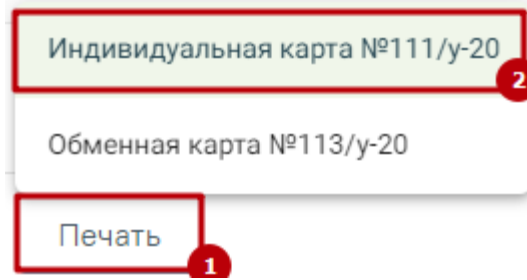 Индивидуальная карта №111/у-20
2
Обменная карта №113/у-20
Печать
1